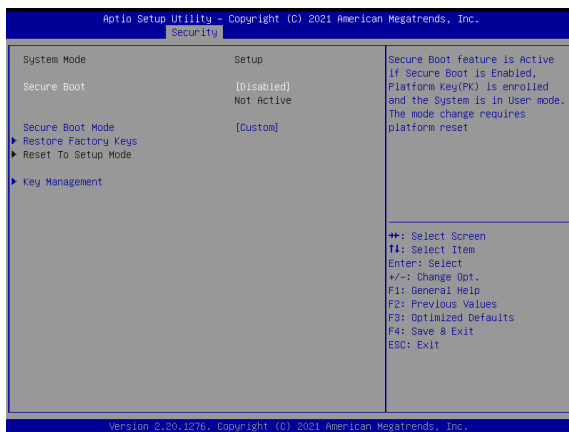 Aptio Setup Utility – Copyright (C) 2021 American Megatrends, Inc.
Security
System Mode Setup
Secure Boot [Disabled]
Not Active
Secure Boot Mode [Custom]
Restore Factory Keys
Reset To Setup Mode
Key Management
Secure Boot feature is Active
if Secure Boot is Enabled,
Platform Key(PK) is enrolled
and the System is in User mode.
The mode change requires
platform reset
→←: Select Screen
↑↓: Select Item
Enter: Select
+/-: Change Opt.
F1: General Help
F2: Previous Values
F3: Optimized Defaults
F4: Save & Exit
ESC: Exit
Version 2.20.1276. Copyright (C) 2021 American Megatrends, Inc.